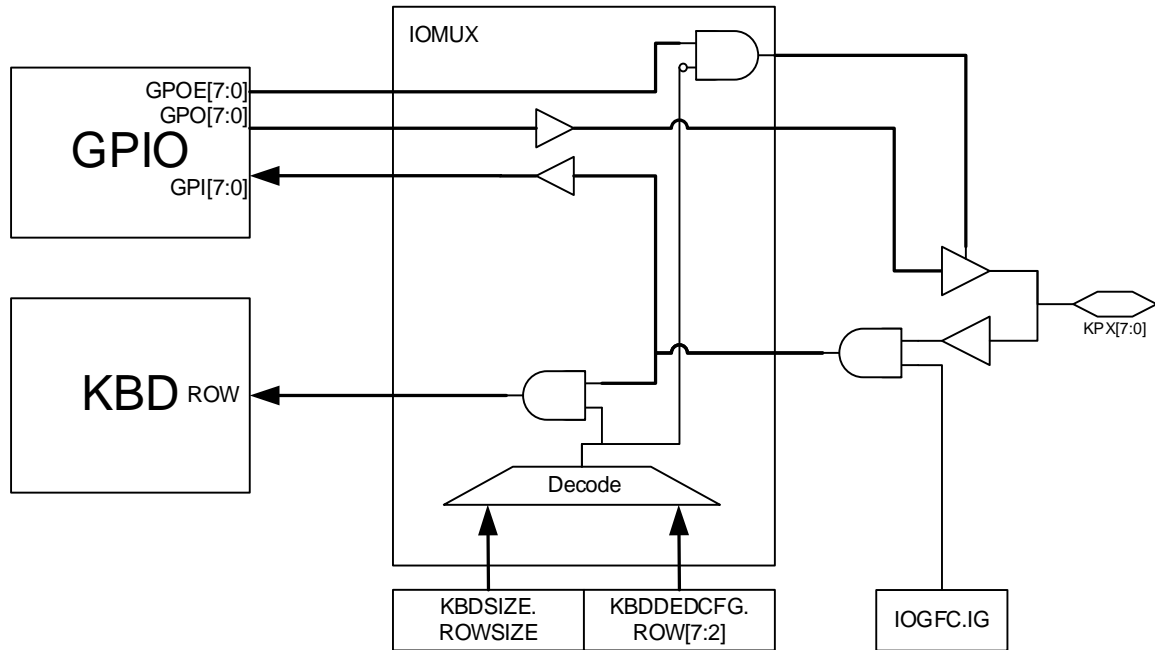 IOMUX
GPOE[7:0]
GPO[7:0]
GPIO
GPI[7:0]
KPX[7:0]
KBD ROW
Decode
KBDSIZE.
ROWSIZE
KBDDEDCFG.
ROW[7:2]
IOGFC.IG